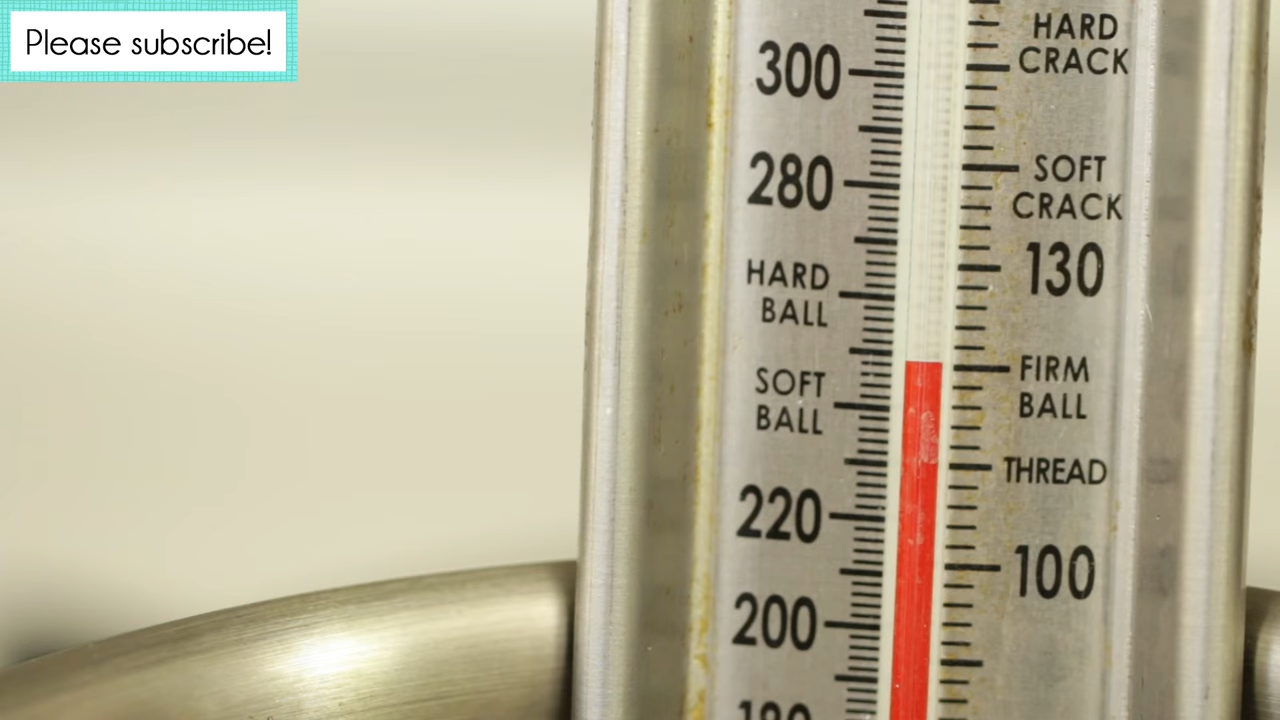 Please subscribe!
300
280
HARD
BALL
SOFT
BALL
220
200
HARD
CRACK
SOFT
CRACK
130
FIRM
BALL
THREAD
100